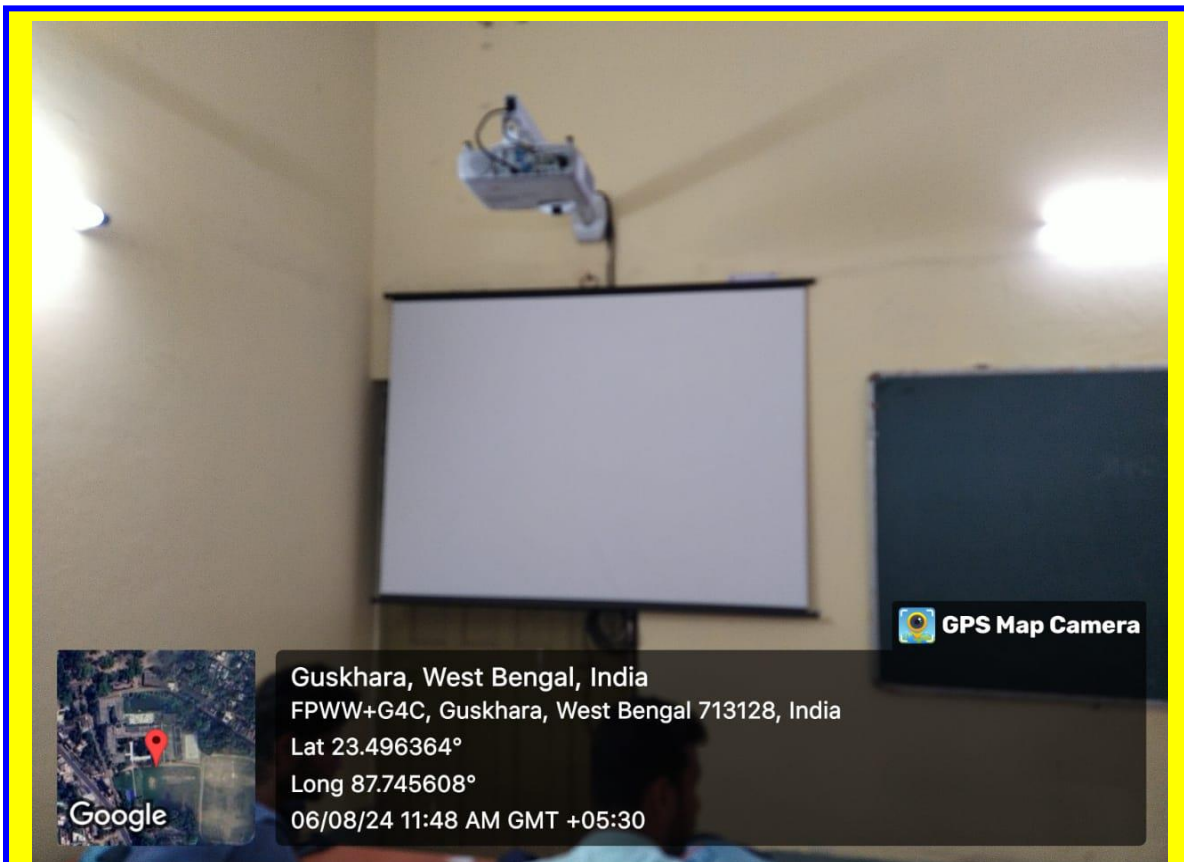 GPS Map Camera
Guskhara, West Bengal, India
FPWW+G4C, Guskhara, West Bengal 713128, India
Lat 23.496364°
Long 87.745608°
06/08/24 11:48 AM GMT +05:30
Google